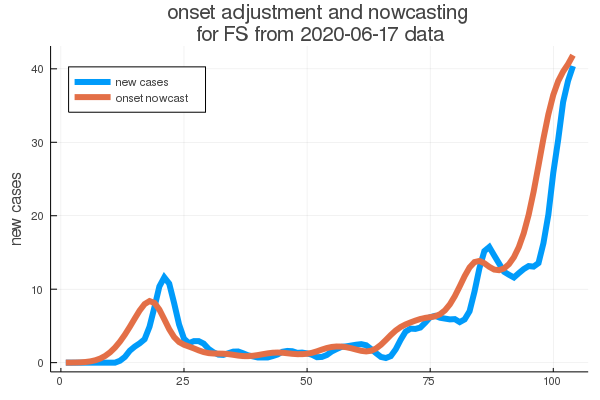 onset adjustment and nowcasting
for FS from 2020-06-17 data
new cases
onset nowcast
new cases
40
30
20
10
0
0 25 50 75 100